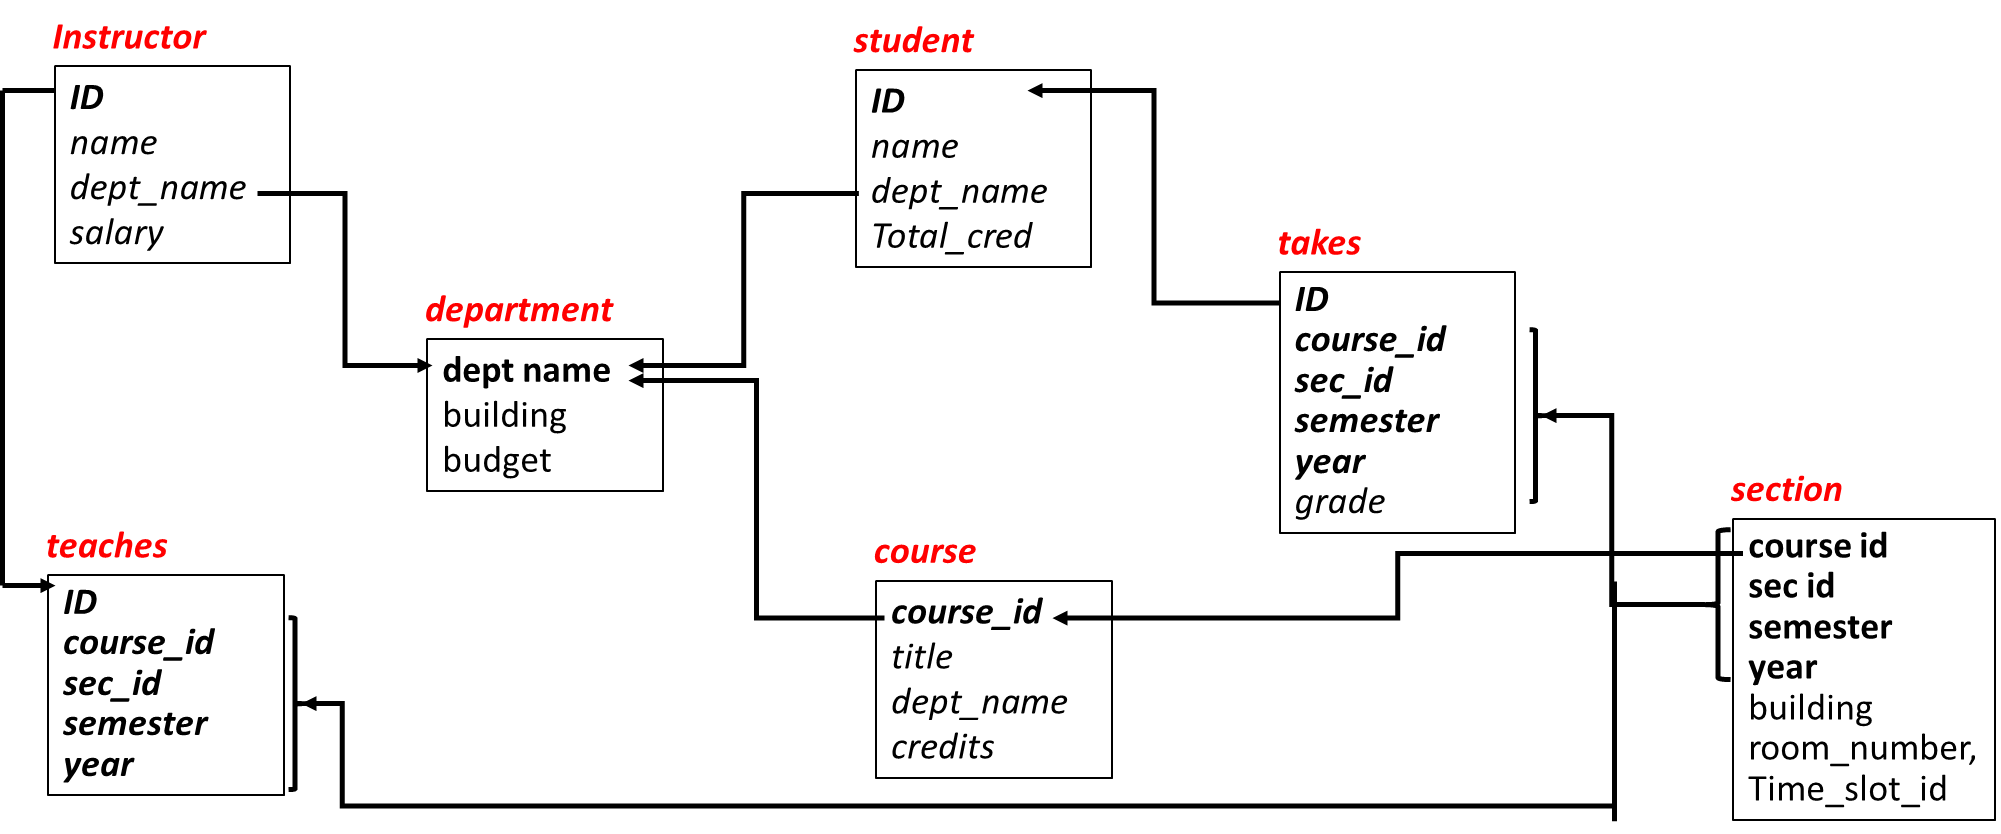 Instructor
ID
name
dept_name
salary
student
ID
name
dept_name
Total_cred
takes
ID
course_id
sec_id
semester
year
grade
department
dept name
building
budget
section
course id
sec id
semester
year
building
room_number,
Time_slot_id
teaches
ID
course_id
sec_id
semester
year
course
course_id
title
dept_name
credits